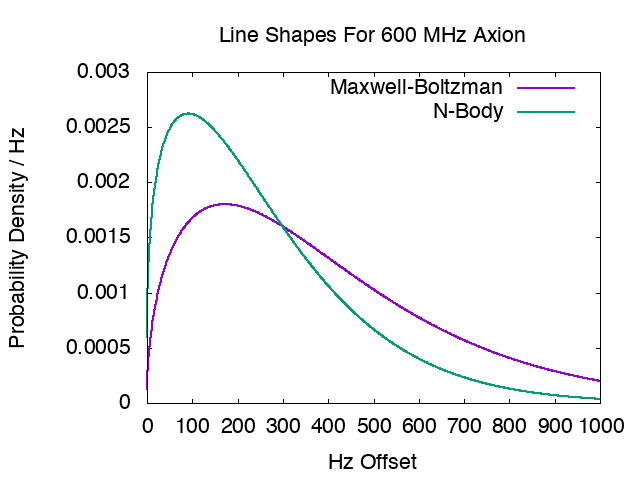 Line Shapes For 600 MHz Axion
Maxwell-Boltzman
N-Body
Probability Density / Hz
0.003
0.0025
0.002
0.0015
0.001
0.0005
0
0 100 200 300 400 500 600 700 800 900 1000
Hz Offset